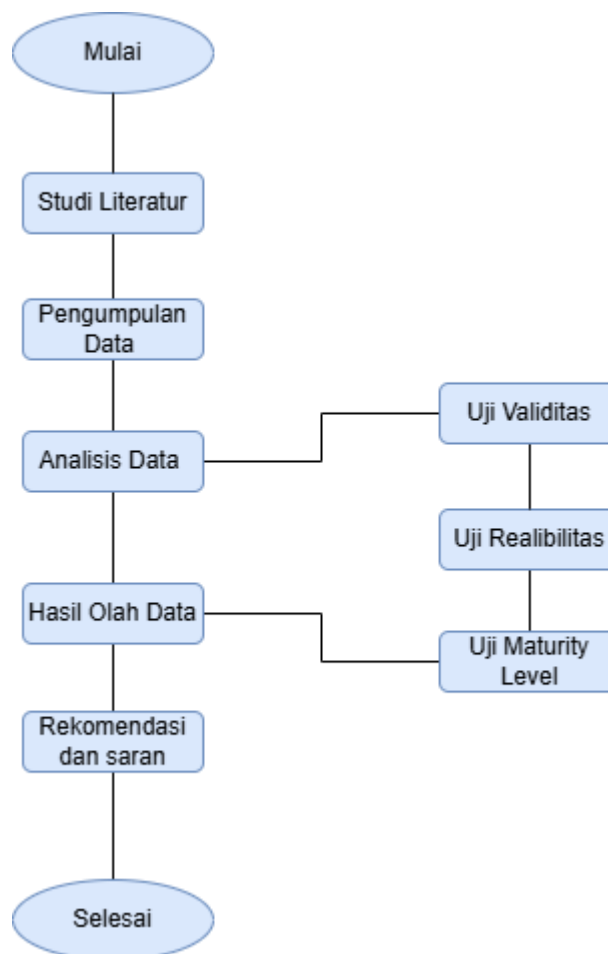 Mulai
Studi Literatur
Pengumpulan
Data
Analisis Data
Uji Validitas
Uji Realibilitas
Uji Maturity
Level
Hasil Olah Data
Rekomendasi
dan saran
Selesai